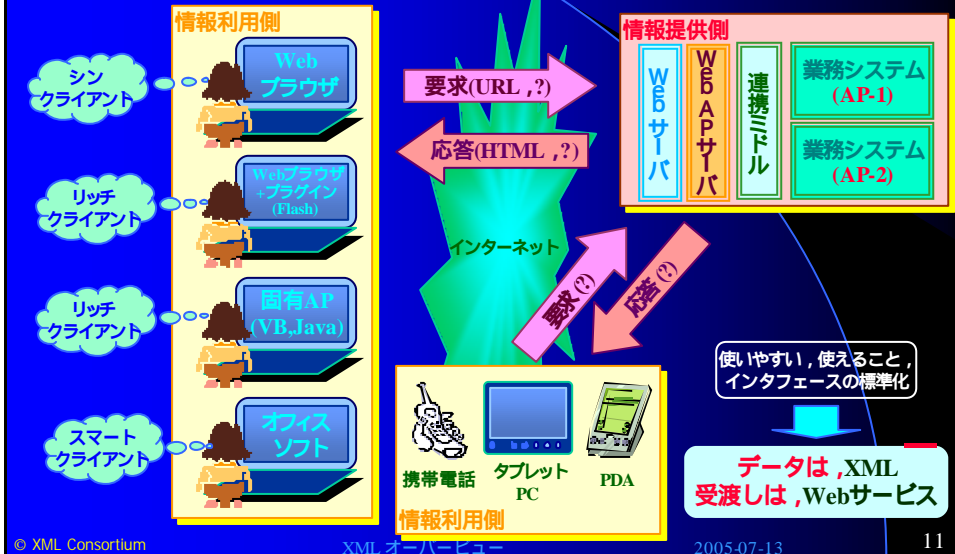 情報利用側
シン
クライアント
Web
ブラウザ
リッチ
クライアント
Webブラウザ
+プラグイン
(Flash)
リッチ
クライアント
固有AP
(VB,Java)
スマート
クライアント
オフィス
ソフト
要求(URL ,?)
応答(HTML ,?)
インターネット
要求(?)
応答(?)
情報提供側
Webサーバ
Web APサーバ
連携ミドル
業務システム
(AP-1)
業務システム
(AP-2)
携帯電話
タブレット
PC
PDA
情報利用側
使いやすい , 使えること ,
インタフェースの標準化
データは ,XML
受渡しは ,Webサービス
© XML Consortium
XML オーバービュー
2005-07-13
11